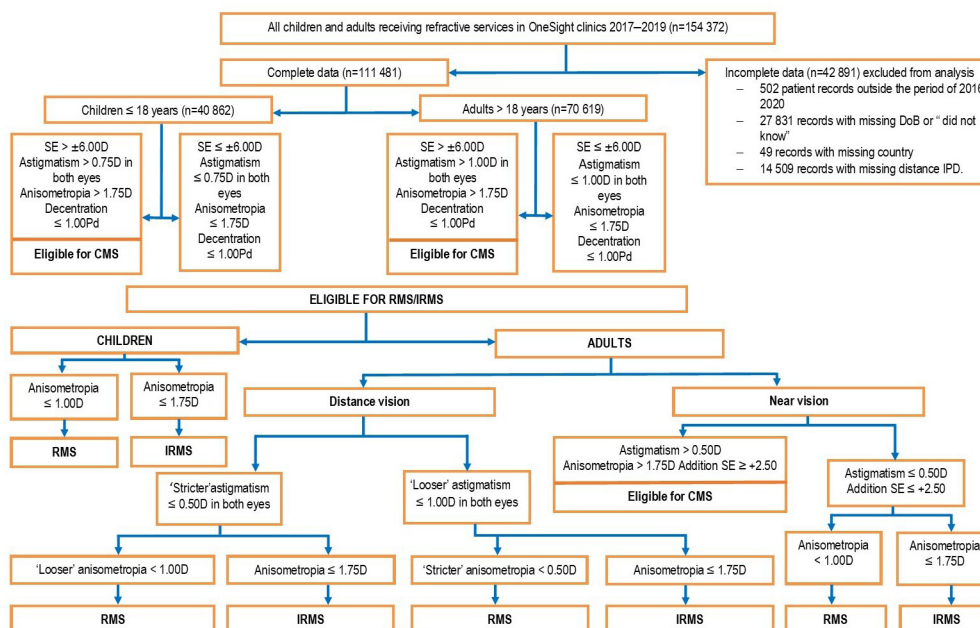 All children and adults receiving refractive services in OneSight clinics 2017–2019 (n=154 372)
Complete data (n=111 481)
Incomplete data (n=42 891) excluded from analysis
– 502 patient records outside the period of 2016
2020
– 27 831 records with missing DoB or “ did not
know”
– 49 records with missing country
– 14 509 records with missing distance IPD.
Children ≤ 18 years (n=40 862)
Adults > 18 years (n=70 619)
SE > ±6.00D
Astigmatism > 0.75D in
both eyes
Anisometropia > 1.75D
Decentration
≤ 1.00Pd
Eligible for CMS
SE ≤ ±6.00D
Astigmatism
≤ 0.75D in both
eyes
Anisometropia
≤ 1.75D
Decentration
≤ 1.00Pd
SE > ±6.00D
Astigmatism > 1.00D in
both eyes
Anisometropia > 1.75D
Decentration
≤ 1.00Pd
Eligible for CMS
SE ≤ ±6.00D
Astigmatism
≤ 1.00D in both
eyes
Anisometropia
≤ 1.75D
Decentration
≤ 1.00Pd
ELIGIBLE FOR RMS/IRMS
CHILDREN
ADULTS
Anisometropia
≤ 1.00D
Anisometropia
≤ 1.75D
RMS
IRMS
Distance vision
Near vision
‘Stricter’astigmatism
≤ 0.50D in both eyes
‘Looser’ astigmatism
≤ 1.00D in both eyes
Astigmatism > 0.50D
Anisometropia > 1.75D Addition SE ≥ +2.50
Eligible for CMS
Astigmatism ≤ 0.50D
Addition SE ≤ +2.50
‘Looser’ anisometropia < 1.00D
Anisometropia ≤ 1.75D
‘Stricter’ anisometropia < 0.50D
Anisometropia ≤ 1.75D
Anisometropia
< 1.00D
Anisometropia
≤ 1.75D
RMS
IRMS
RMS
IRMS
RMS
IRMS